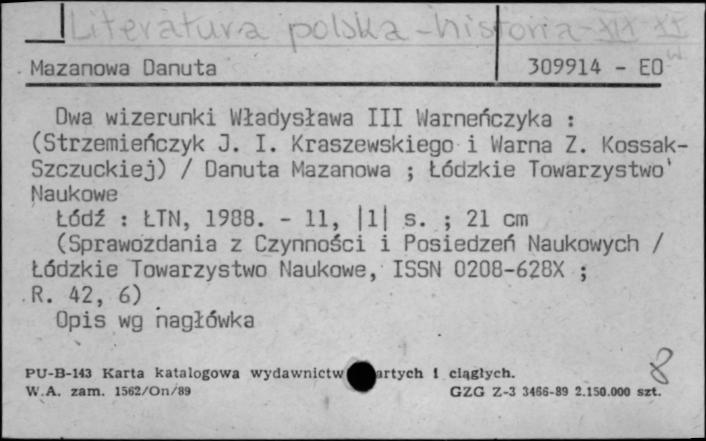 Literatura polska - historia - XIX XX w
Mazanowa Danuta 309914 - EO
Dwa wizerunki Władysława III Warneńczyka :
(Strzemieńczyk J. I. Kraszewskiego i Warna Z. Kossak-
Szczuckiej) / Danuta Mazanowa ; Łódzkie Towarzystwo
Naukowe
Łódź : ŁTN, 1988. - 11, |1| s. ; 21 cm
(Sprawozdania z Czynności i Posiedzeń Naukowych /
Łódzkie Towarzystwo Naukowe, ISSN 0208-628X ;
R. 42, 6)
Opis wg nagłówka
8
PU-B-143 Karta katalogowa wydawnictw artych i ciągłych.
W.A. zam. 1562/On/89 GZG Z-3 3466-89 2.150.000 szt.